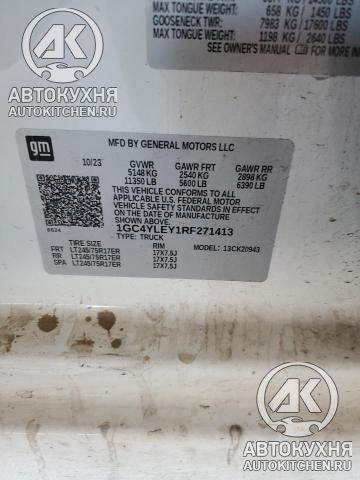 MAX TONGUE WEIGHT: 658 KG / 1450 LBS
GOOSENECK TWR: 7983 KG / 17600 LBS
MAX TONGUE WEIGHT: 1198 KG / 2640 LBS
SEE OWNER'S MANUAL FOR MORE IN
АК
АВТОКУХНЯ
AUTOKITCHEN.RU
gm
MFD BY GENERAL MOTORS LLC
10/23
GVWR GAWR FRT GAWR RR
5148 KG 2540 KG 2898 KG
11350 LB 5600 LB 6390 LB
THIS VEHICLE CONFORMS TO ALL
APPLICABLE U.S. FEDERAL MOTOR
VEHICLE SAFETY STANDARDS IN
EFFECT ON THE DATE OF MANUFACTURE
SHOWN ABOVE.
1GC4YLEY1RF271413
TYPE: TRUCK
8624
TIRE SIZE RIM MODEL: 13CK20943
FRT LT245/75R17ER 17X7.5J
RR LT245/75R17ER 17X7.5J
SPA LT245/75R17ER 17X7.5J
АК
АВТОКУХНЯ
AUTOKITCHEN.RU